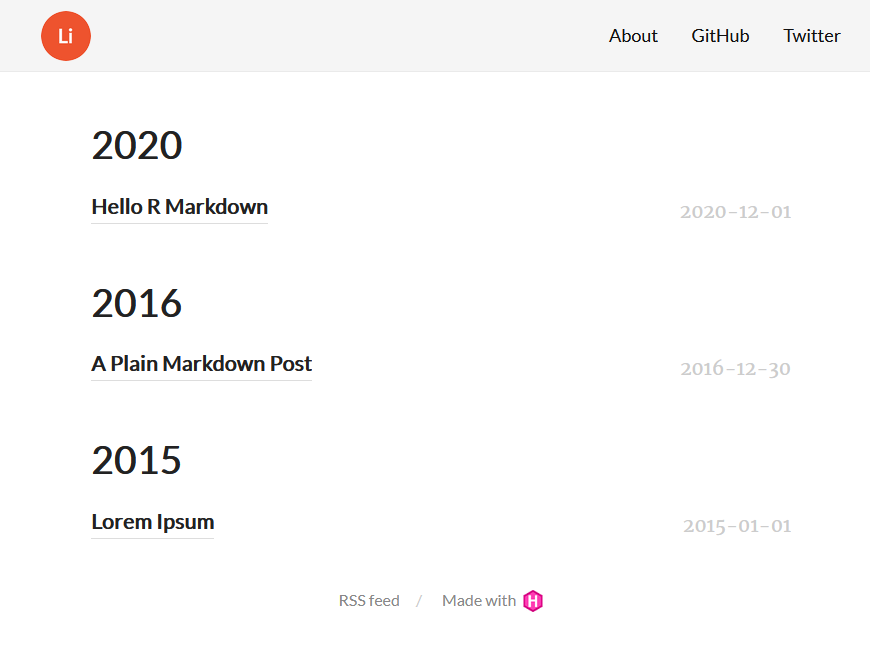 Li
About GitHub Twitter
2020
Hello R Markdown 2020-12-01
2016
A Plain Markdown Post 2016-12-30
2015
Lorem Ipsum 2015-01-01
RSS feed / Made with H